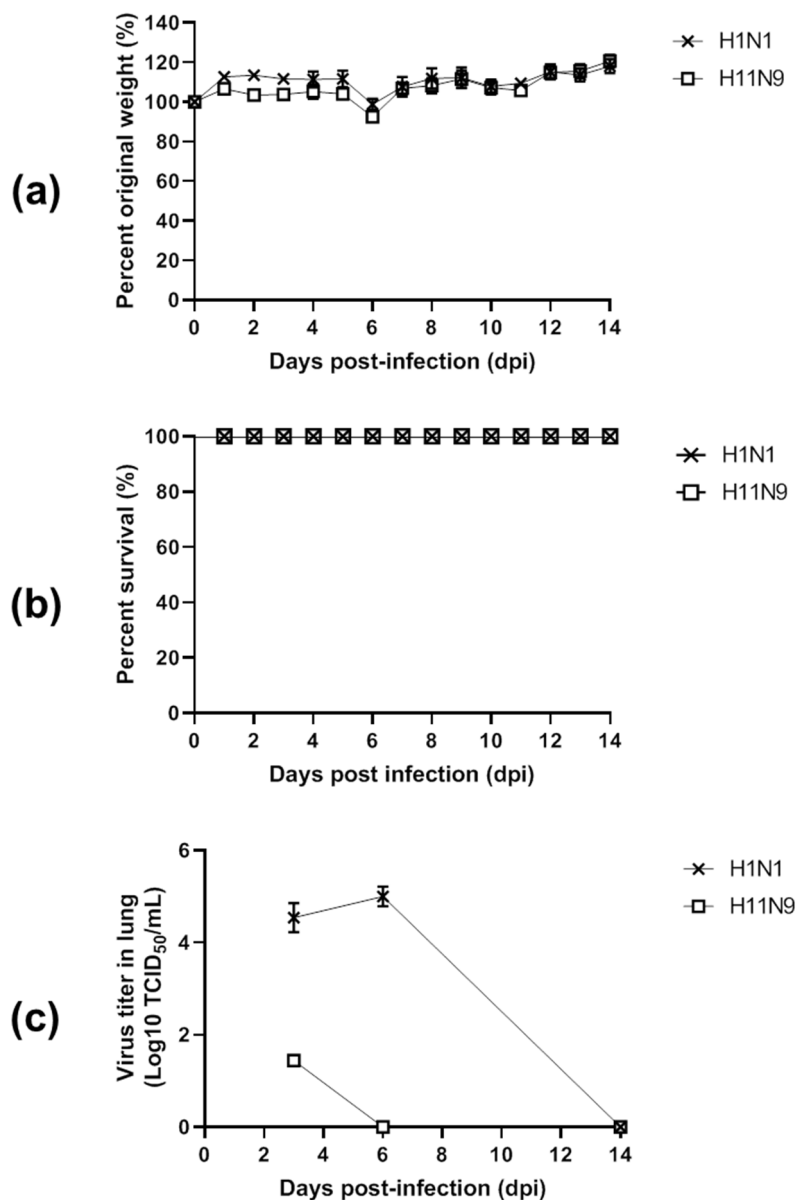 (a)
Percent original weight (%)
140
120
100
80
60
40
20
0
0 2 4 6 8 10 12 14
Days post-infection (dpi)
H1N1
H11N9
(b)
Percent survival (%)
100
80
60
40
20
0
0 2 4 6 8 10 12 14
Days post infection (dpi)
H1N1
H11N9
(c)
Virus titer in lung
(Log10 TCID50/mL)
6
4
2
0
0 2 4 6 8 10 12 14
Days post-infection (dpi)
H1N1
H11N9